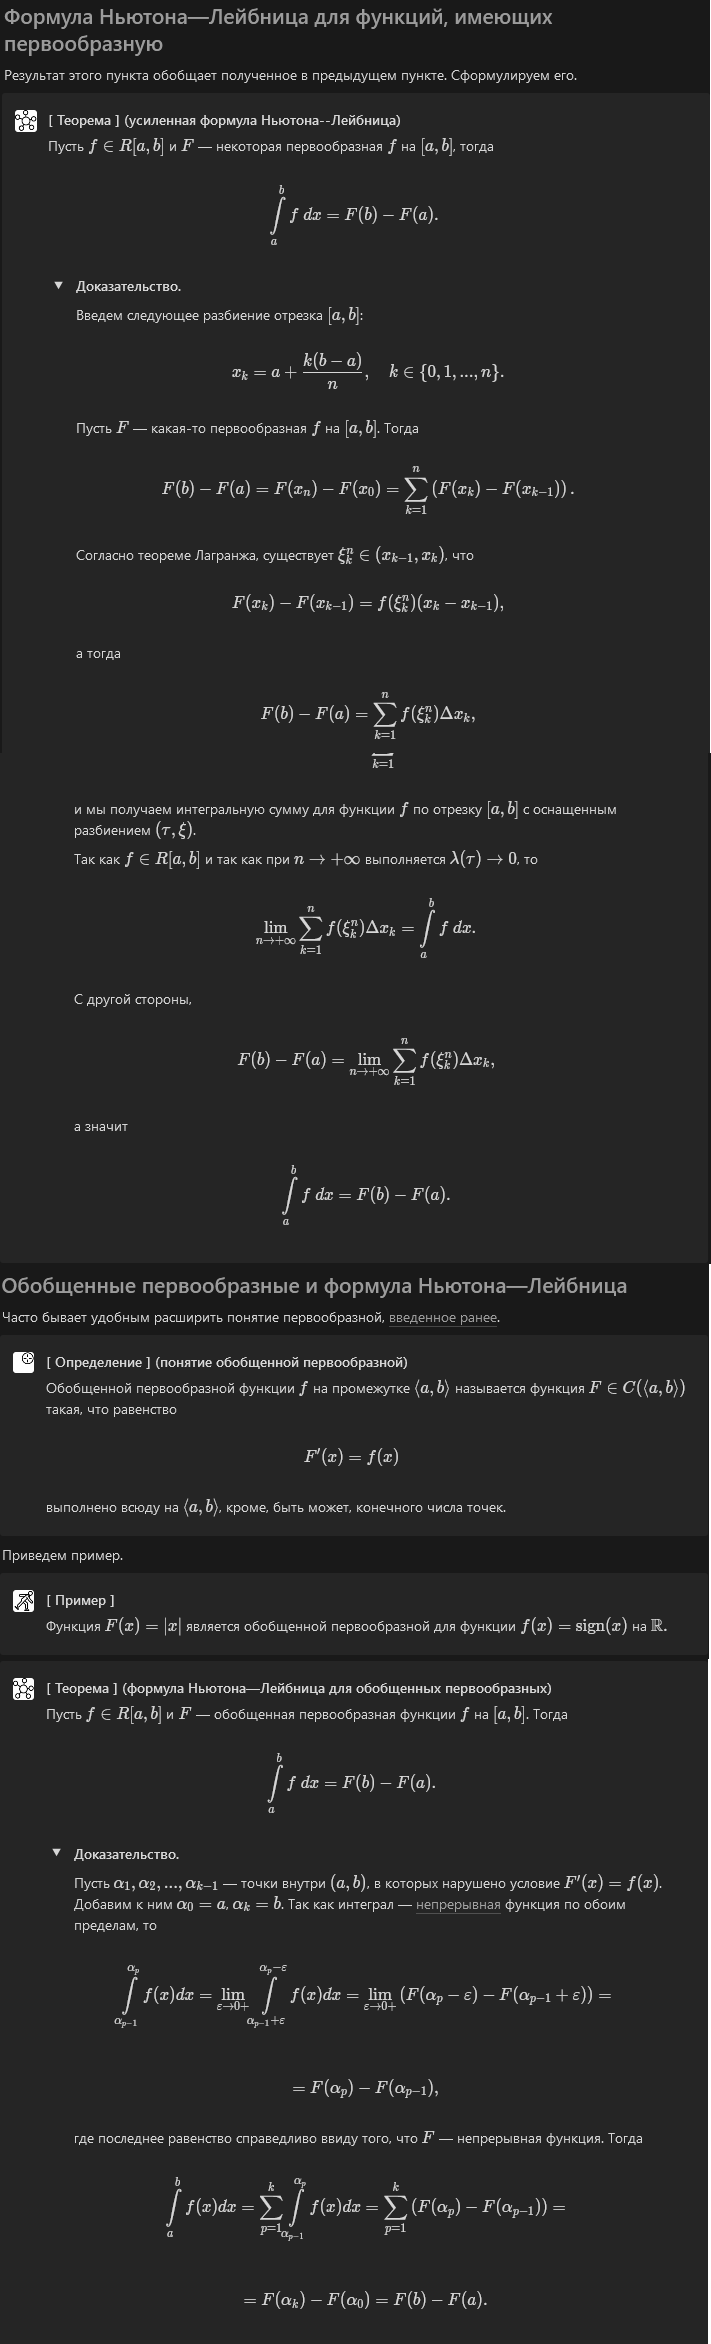 Формула Ньютона—Лейбница для функций, имеющих
первообразную
Результат этого пункта обобщает полученное в предыдущем пункте. Сформулируем его.
[ Теорема ] (усиленная формула Ньютона--Лейбница)
Пусть f ∈ R[a, b] и F — некоторая первообразная f на [a, b], тогда
∫_a^b f dx = F(b) − F(a).
Доказательство.
Введем следующее разбиение отрезка [a, b]:
x_k = a + k(b − a)/n, k ∈ {0, 1, ..., n}.
Пусть F — какая-то первообразная f на [a, b]. Тогда
F(b) − F(a) = F(x_n) − F(x_0) = ∑_{k=1}^n (F(x_k) − F(x_{k−1})).
Согласно теореме Лагранжа, существует ξ_k^n ∈ (x_{k−1}, x_k), что
F(x_k) − F(x_{k−1}) = f(ξ_k^n)(x_k − x_{k−1}),
а тогда
F(b) − F(a) = ∑_{k=1}^n f(ξ_k^n)Δx_k,
k=1
и мы получаем интегральную сумму для функции f по отрезку [a, b] с оснащенным
разбиением (τ, ξ).
Так как f ∈ R[a, b] и так как при n → +∞ выполняется λ(τ) → 0, то
lim_{n→+∞} ∑_{k=1}^n f(ξ_k^n)Δx_k = ∫_a^b f dx.
С другой стороны,
F(b) − F(a) = lim_{n→+∞} ∑_{k=1}^n f(ξ_k^n)Δx_k,
а значит
∫_a^b f dx = F(b) − F(a).
Обобщенные первообразные и формула Ньютона—Лейбница
Часто бывает удобным расширить понятие первообразной, введенное ранее.
[ Определение ] (понятие обобщенной первообразной)
Обобщенной первообразной функции f на промежутке ⟨a, b⟩ называется функция F ∈ C(⟨a, b⟩)
такая, что равенство
F′(x) = f(x)
выполнено всюду на ⟨a, b⟩, кроме, быть может, конечного числа точек.
Приведем пример.
[ Пример ]
Функция F(x) = |x| является обобщенной первообразной для функции f(x) = sign(x) на ℝ.
[ Теорема ] (формула Ньютона—Лейбница для обобщенных первообразных)
Пусть f ∈ R[a, b] и F — обобщенная первообразная функции f на [a, b]. Тогда
∫_a^b f dx = F(b) − F(a).
Доказательство.
Пусть α_1, α_2, ..., α_{k−1} — точки внутри (a, b), в которых нарушено условие F′(x) = f(x).
Добавим к ним α_0 = a, α_k = b. Так как интеграл — непрерывная функция по обоим
пределам, то
∫_{α_{p−1}}^{α_p} f(x)dx = lim_{ε→0+} ∫_{α_{p−1}+ε}^{α_p−ε} f(x)dx = lim_{ε→0+} (F(α_p − ε) − F(α_{p−1} + ε)) =
= F(α_p) − F(α_{p−1}),
где последнее равенство справедливо ввиду того, что F — непрерывная функция. Тогда
∫_a^b f(x)dx = ∑_{p=1}^k ∫_{α_{p−1}}^{α_p} f(x)dx = ∑_{p=1}^k (F(α_p) − F(α_{p−1})) =
= F(α_k) − F(α_0) = F(b) − F(a).